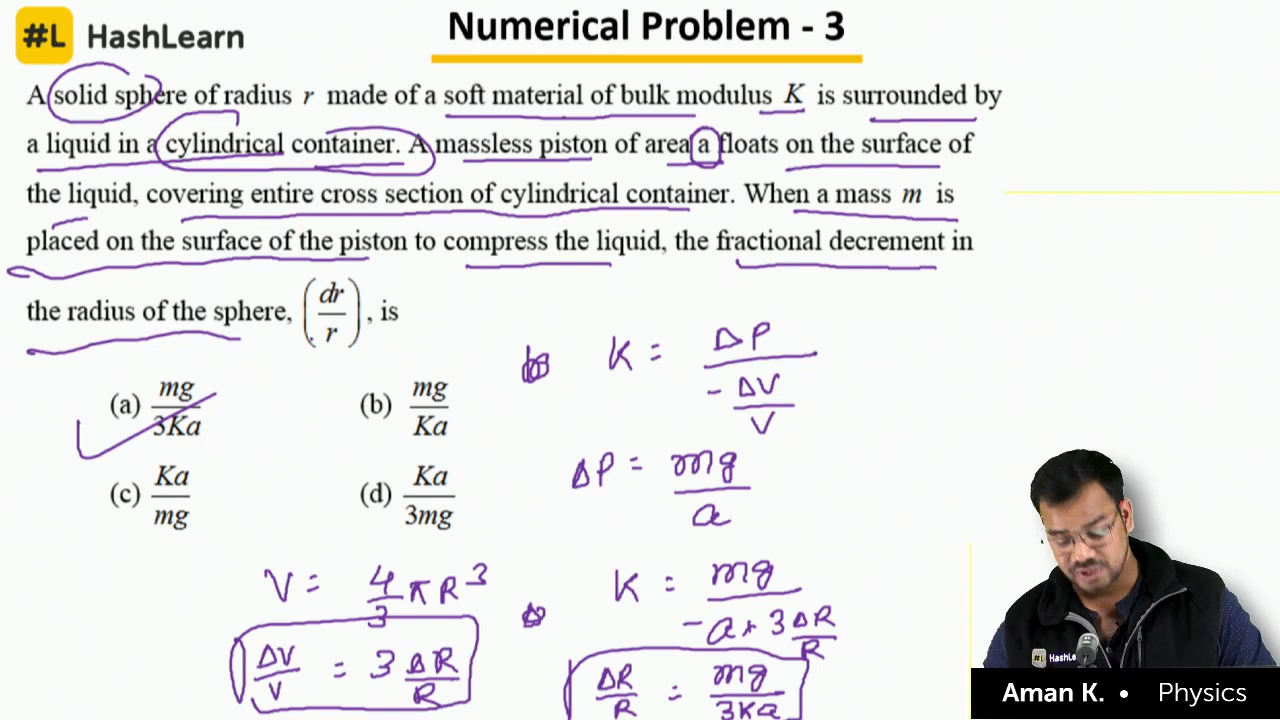 #L HashLearn
Numerical Problem - 3
A solid sphere of radius r made of a soft material of bulk modulus K is surrounded by
a liquid in a cylindrical container. A massless piston of area a floats on the surface of
the liquid, covering entire cross section of cylindrical container. When a mass m is
placed on the surface of the piston to compress the liquid, the fractional decrement in
the radius of the sphere, (dr/r), is
(a) mg/3Ka (b) mg/Ka
(c) Ka/mg (d) Ka/3mg
K = ΔP/(-ΔV/V)
ΔP = mg/a
V = 4/3 π R³
ΔV/V = 3 ΔR/R
K = mg/(-a × 3 ΔR/R)
ΔR/R = mg/3Ka
#L HashLea
Aman K. • Physics